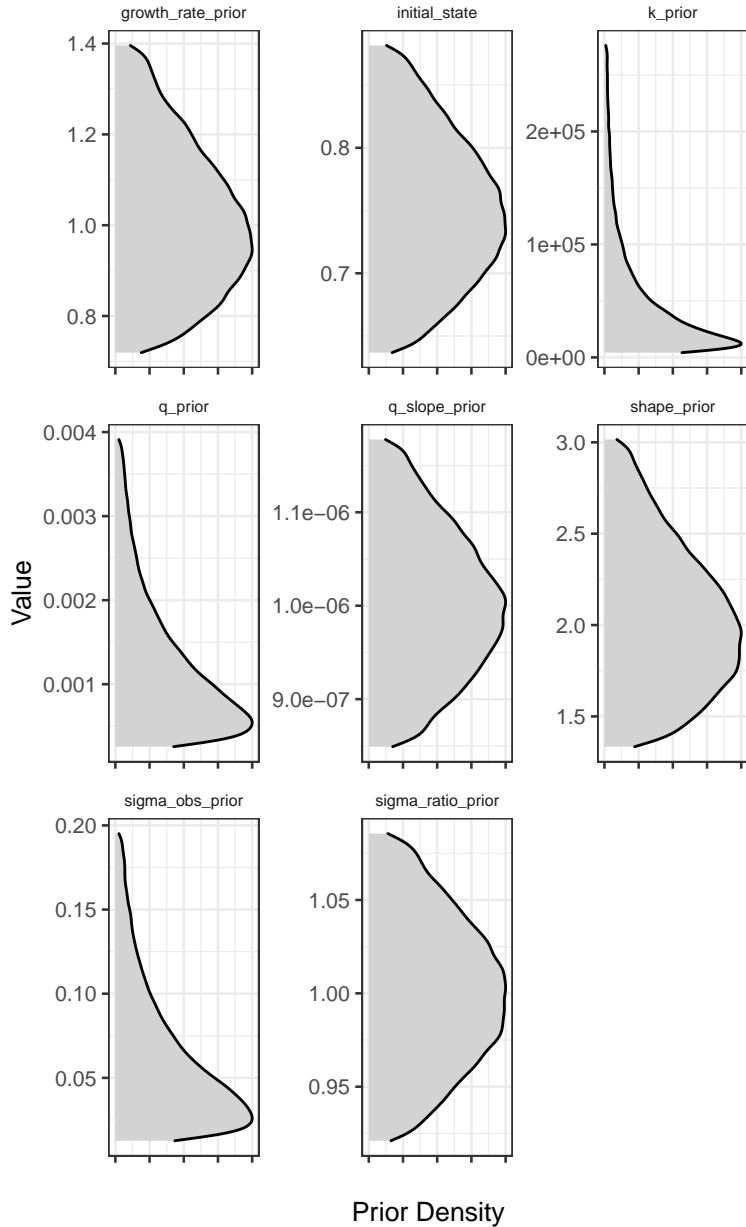 growth_rate_prior
initial_state
k_prior
1.4
1.2
1.0
0.8
0.8
0.7
2e+05
1e+05
0e+00
q_prior
q_slope_prior
shape_prior
0.004
0.003
0.002
0.001
1.1e−06
1.0e−06
9.0e−07
3.0
2.5
2.0
1.5
Value
sigma_obs_prior
sigma_ratio_prior
0.20
0.15
0.10
0.05
1.05
1.00
0.95
Prior Density